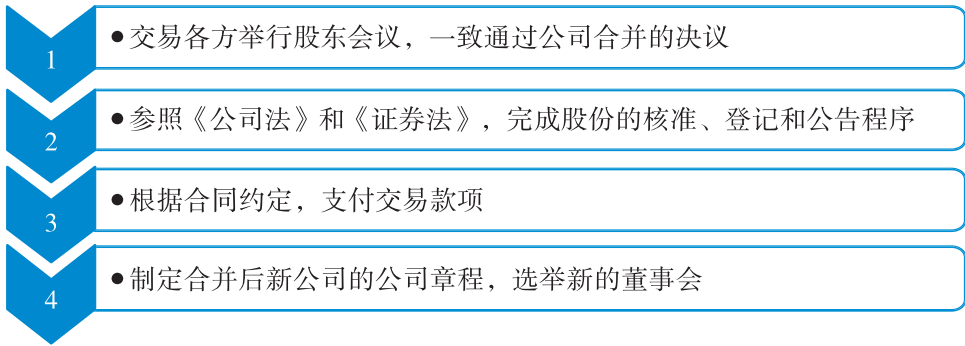 1
●交易各方举行股东会议，一致通过公司合并的决议
2
●参照《公司法》和《证券法》，完成股份的核准、登记和公告程序
3
●根据合同约定，支付交易款项
4
●制定合并后新公司的公司章程，选举新的董事会